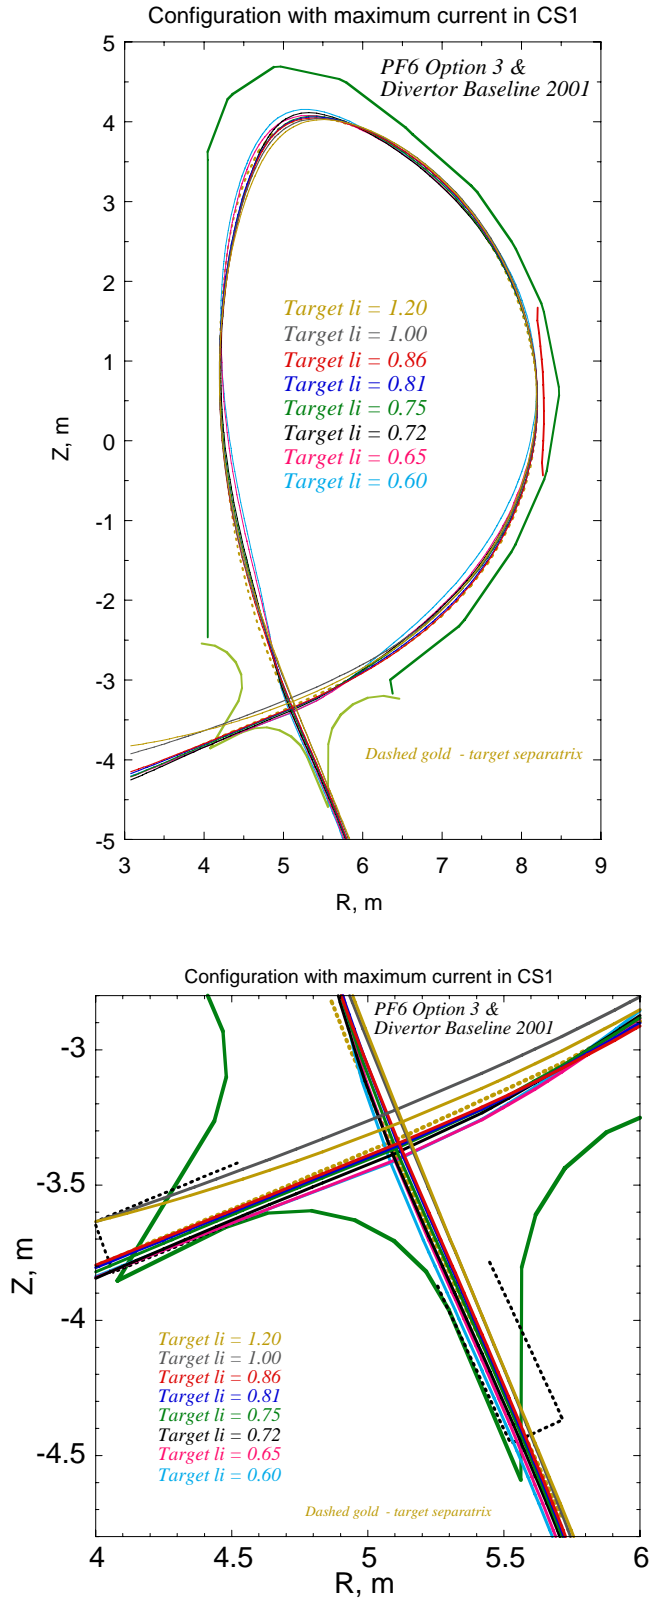 Configuration with maximum current in CS1
PF6 Option 3 &
Divertor Baseline 2001
5
4
3
2
1
0
-1
-2
-3
-4
-5
Z, m
Target li = 1.20
Target li = 1.00
Target li = 0.86
Target li = 0.81
Target li = 0.75
Target li = 0.72
Target li = 0.65
Target li = 0.60
Dashed gold - target separatrix
3 4 5 6 7 8 9
R, m
Configuration with maximum current in CS1
PF6 Option 3 &
Divertor Baseline 2001
-3
-3.5
-4
-4.5
Z, m
Target li = 1.20
Target li = 1.00
Target li = 0.86
Target li = 0.81
Target li = 0.75
Target li = 0.72
Target li = 0.65
Target li = 0.60
Dashed gold - target separatrix
4 4.5 5 5.5 6
R, m